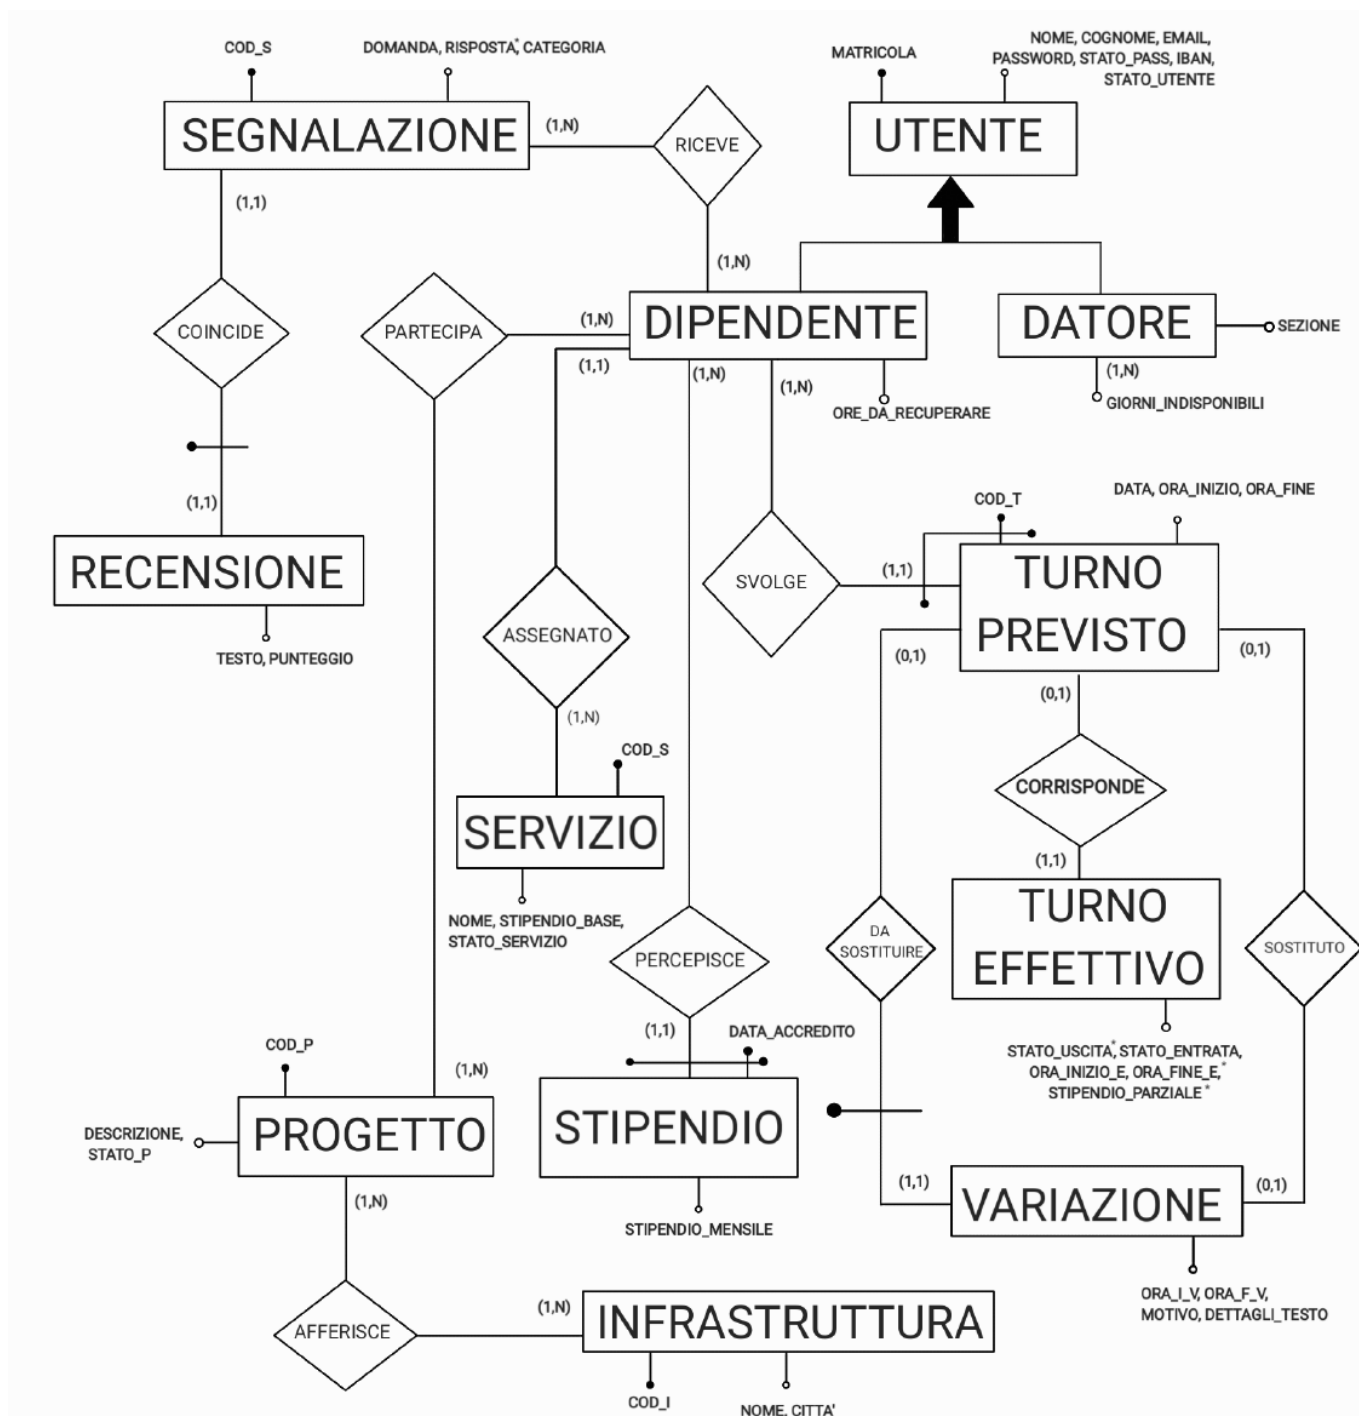 COD_S
DOMANDA, RISPOSTA*, CATEGORIA
SEGNALAZIONE
(1,N)
RICEVE
(1,N)
MATRICOLA
NOME, COGNOME, EMAIL,
PASSWORD, STATO_PASS, IBAN,
STATO_UTENTE
UTENTE
(1,1)
COINCIDE
(1,1)
RECENSIONE
TESTO, PUNTEGGIO
PARTECIPA
(1,N)
(1,1)
DIPENDENTE
(1,N)
(1,N)
ORE_DA_RECUPERARE
DATORE
SEZIONE
(1,N)
GIORNI_INDISPONIBILI
ASSEGNATO
(1,N)
COD_S
SERVIZIO
NOME, STIPENDIO_BASE,
STATO_SERVIZIO
SVOLGE
(1,1)
COD_T
DATA, ORA_INIZIO, ORA_FINE
TURNO
PREVISTO
(0,1)
(0,1)
(0,1)
CORRISPONDE
(1,1)
TURNO
EFFETTIVO
STATO_USCITA*, STATO_ENTRATA,
ORA_INIZIO_E, ORA_FINE_E,*
STIPENDIO_PARZIALE*
DA
SOSTITUIRE
SOSTITUTO
PERCEPISCE
(1,1)
DATA_ACCREDITO
STIPENDIO
STIPENDIO_MENSILE
(1,1)
VARIAZIONE
(0,1)
ORA_I_V, ORA_F_V,
MOTIVO, DETTAGLI_TESTO
COD_P
(1,N)
PROGETTO
DESCRIZIONE,
STATO_P
(1,N)
AFFERISCE
(1,N)
INFRASTRUTTURA
COD_I
NOME, CITTA'